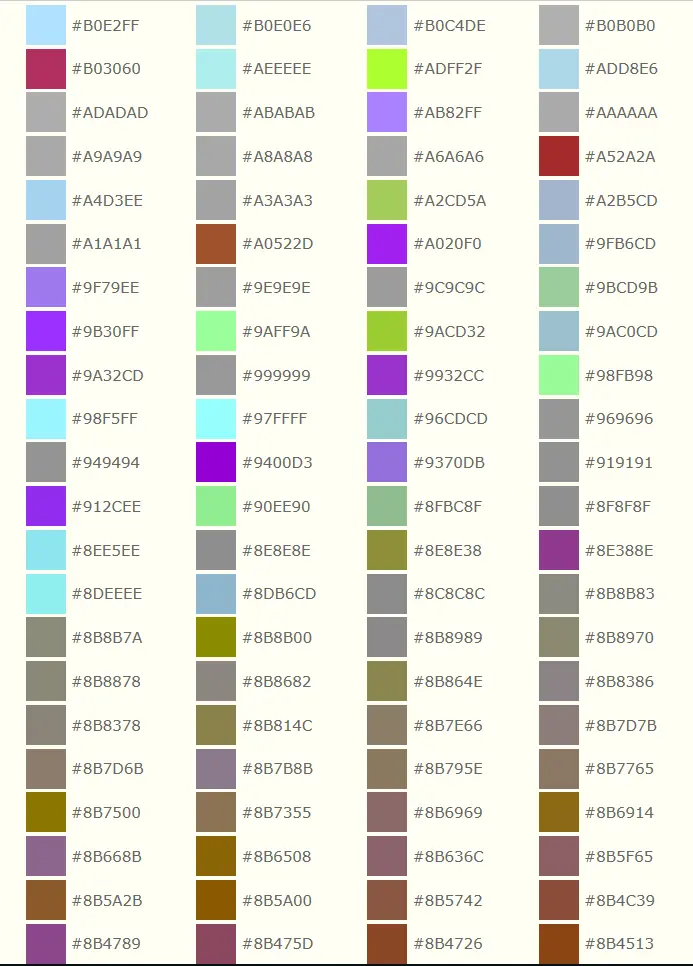 #B0E2FF #B0E0E6 #B0C4DE #B0B0B0
#B03060 #AEEEEE #ADFF2F #ADD8E6
#ADADAD #ABABAB #AB82FF #AAAAAA
#A9A9A9 #A8A8A8 #A6A6A6 #A52A2A
#A4D3EE #A3A3A3 #A2CD5A #A2B5CD
#A1A1A1 #A0522D #A020F0 #9FB6CD
#9F79EE #9E9E9E #9C9C9C #9BCD9B
#9B30FF #9AFF9A #9ACD32 #9AC0CD
#9A32CD #999999 #9932CC #98FB98
#98F5FF #97FFFF #96CDCD #969696
#949494 #9400D3 #9370DB #919191
#912CEE #90EE90 #8FBC8F #8F8F8F
#8EE5EE #8E8E8E #8E8E38 #8E388E
#8DEEEE #8DB6CD #8C8C8C #8B8B83
#8B8B7A #8B8B00 #8B8989 #8B8970
#8B8878 #8B8682 #8B864E #8B8386
#8B8378 #8B814C #8B7E66 #8B7D7B
#8B7D6B #8B7B8B #8B795E #8B7765
#8B7500 #8B7355 #8B6969 #8B6914
#8B668B #8B6508 #8B636C #8B5F65
#8B5A2B #8B5A00 #8B5742 #8B4C39
#8B4789 #8B475D #8B4726 #8B4513